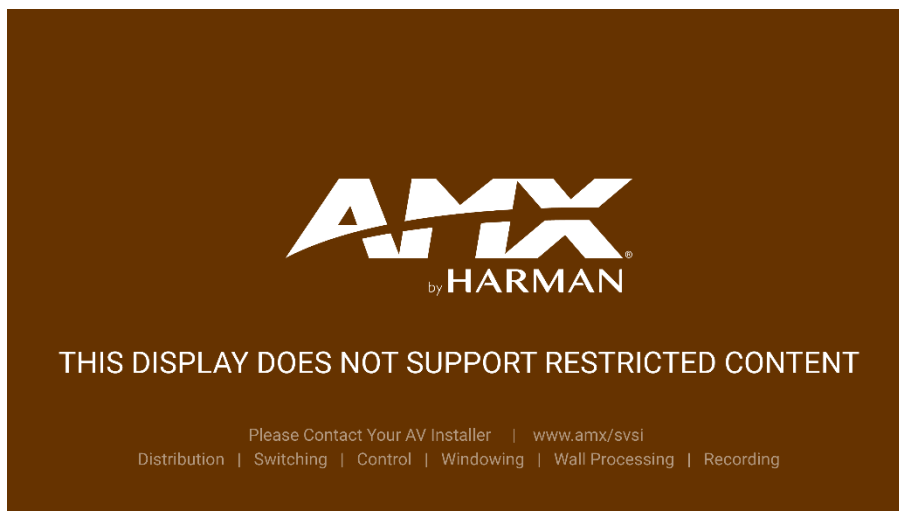 AMX®
by HARMAN
THIS DISPLAY DOES NOT SUPPORT RESTRICTED CONTENT
Please Contact Your AV Installer | www.amx/svsi
Distribution | Switching | Control | Windowing | Wall Processing | Recording